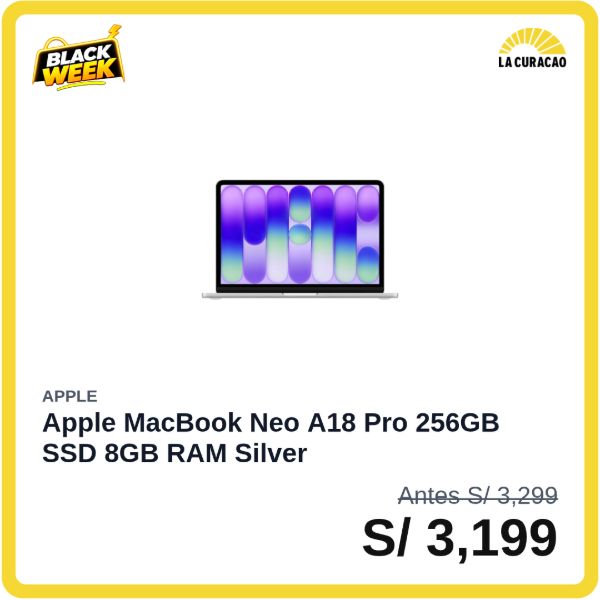 BLACK
WEEK
LA CURACAO
APPLE
Apple MacBook Neo A18 Pro 256GB
SSD 8GB RAM Silver
Antes S/ 3,299
S/ 3,199